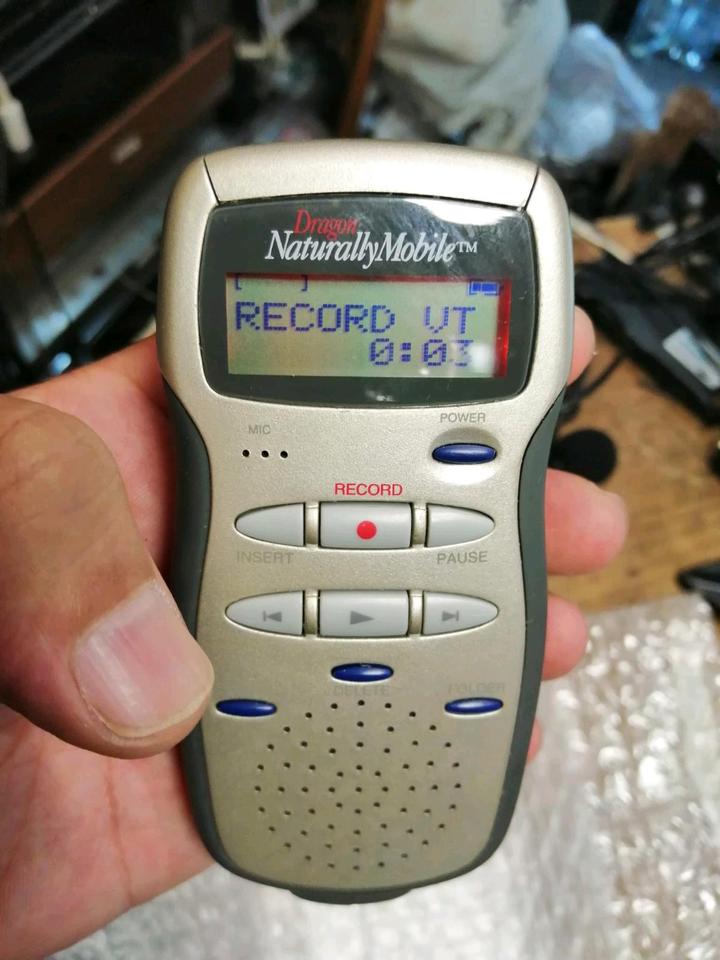 Dragon
NaturallyMobile™
[ ]
RECORD VT
0:03
MIC
POWER
RECORD
INSERT
PAUSE
DELETE
FOLDER